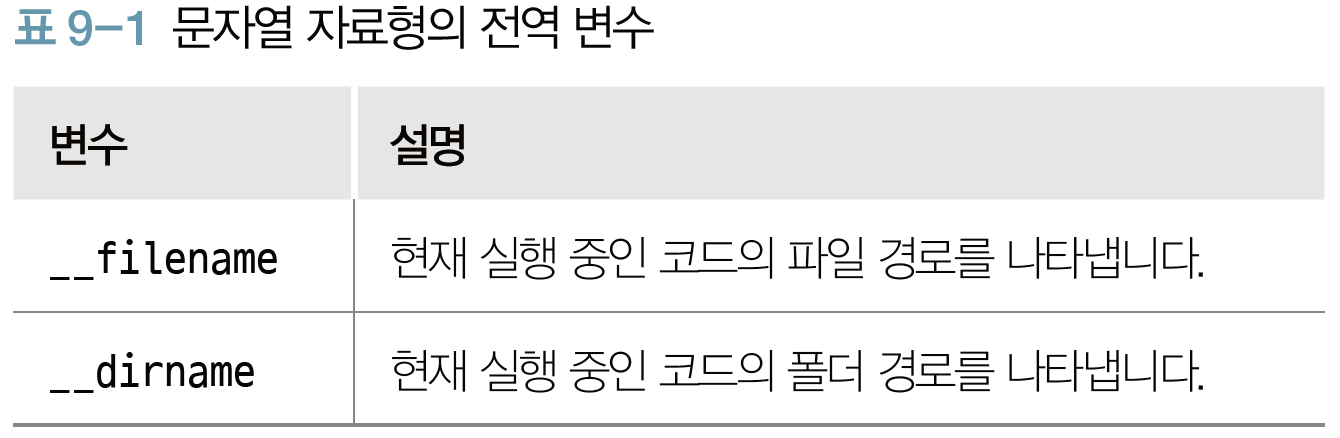 표 9-1 문자열 자료형의 전역 변수
변수 설명
__filename 현재 실행 중인 코드의 파일 경로를 나타냅니다.
__dirname 현재 실행 중인 코드의 폴더 경로를 나타냅니다.